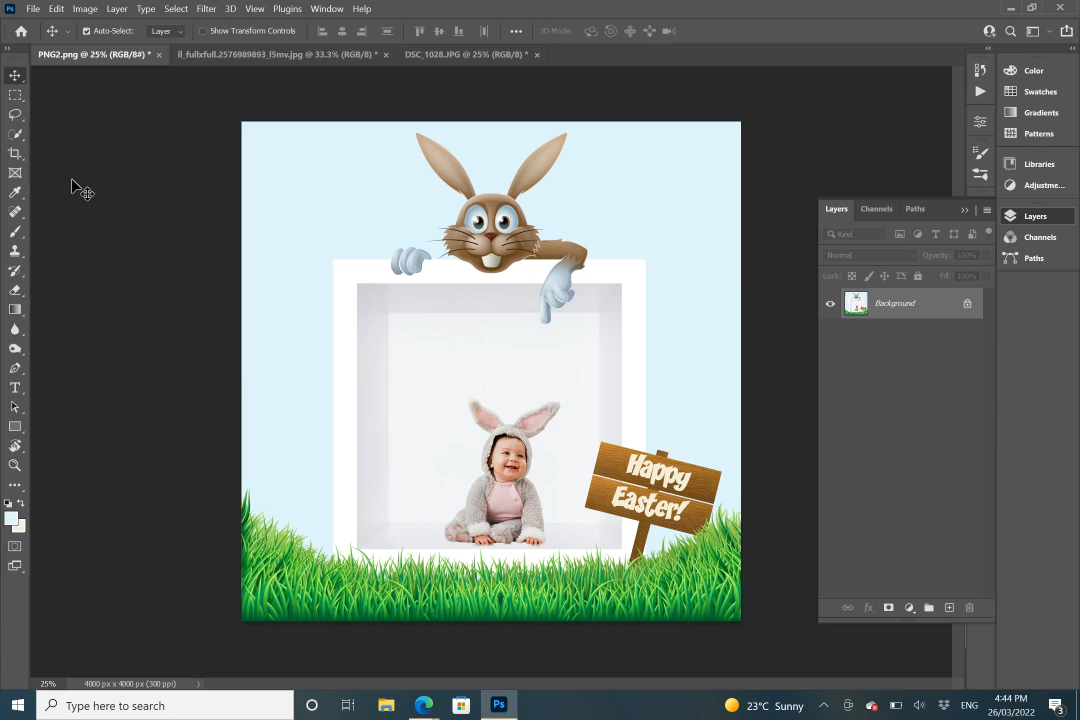 Ps File Edit Image Layer Type Select Filter 3D View Plugins Window Help
Auto-Select: Layer Show Transform Controls 3D Mode:
PNG2.png @ 25% (RGB/8#) * × il_fullxfull.2576989893_l5mv.jpg @ 33.3% (RGB/8) * × DSC_1028.JPG @ 25% (RGB/8) * ×
Color
Swatches
Gradients
Patterns
Libraries
Adjustme...
Layers
Channels
Paths
Layers Channels Paths
Kind
Normal Opacity: 100%
Lock: Fill: 100%
Background
Happy
Easter!
25% 4000 px x 4000 px (300 ppi)
Type here to search
Ps
23°C Sunny
ENG
4:44 PM
26/03/2022
3